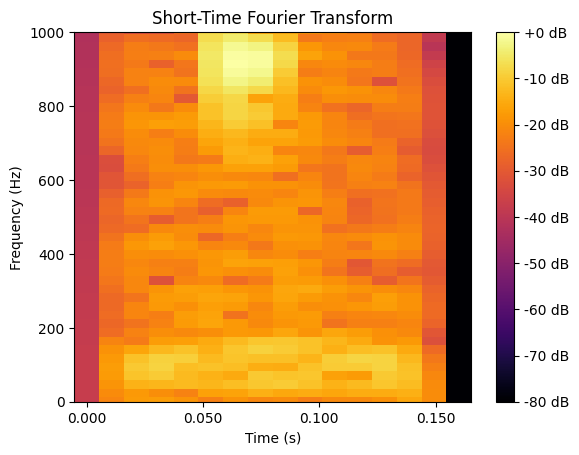 Short-Time Fourier Transform
1000
800
600
400
200
0
Frequency (Hz)
0.000
0.050
0.100
0.150
Time (s)
+0 dB
-10 dB
-20 dB
-30 dB
-40 dB
-50 dB
-60 dB
-70 dB
-80 dB